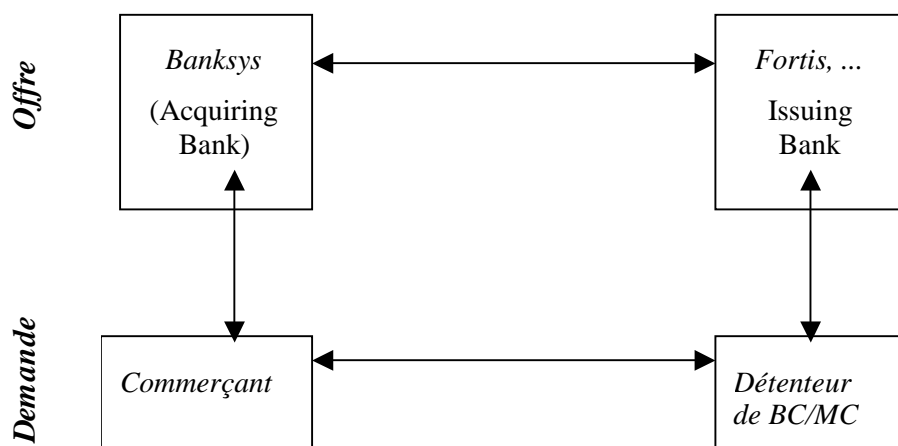 Offre
Banksys
(Acquiring
Bank)
Fortis, ...
Issuing
Bank
Demande
Commerçant
Détenteur
de BC/MC